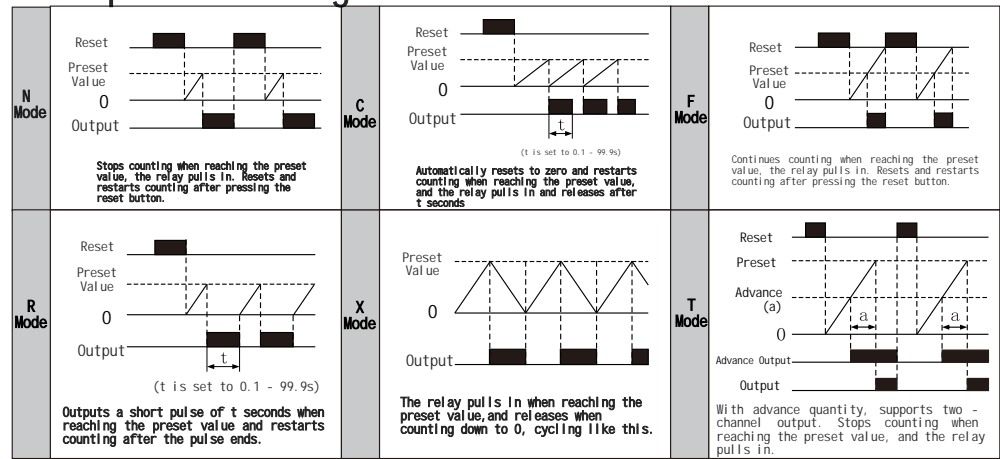 N
Mode
Reset
Preset
Value
0
Output
Stops counting when reaching the preset
value, the relay pulls in. Resets and
restarts counting after pressing the
reset button.
C
Mode
Reset
Preset
Value
0
Output
t
(t is set to 0.1 - 99.9s)
Automatically resets to zero and restarts
counting when reaching the preset value,
and the relay pulls in and releases after
t seconds
F
Mode
Reset
Preset
Value
0
Output
Continues counting when reaching the preset
value, the relay pulls in. Resets and restarts
counting after pressing the reset button.
R
Mode
Reset
Preset
Value
0
Output
t
(t is set to 0.1 - 99.9s)
Outputs a short pulse of t seconds when
reaching the preset value and restarts
counting after the pulse ends.
X
Mode
Preset
Value
0
Output
The relay pulls in when reaching the
preset value, and releases when
counting down to 0, cycling like this.
T
Mode
Reset
Preset
Advance
(a)
0
a
a
Advance Output
Output
With advance quantity, supports two -
channel output. Stops counting when
reaching the preset value, and the relay
pulls in.